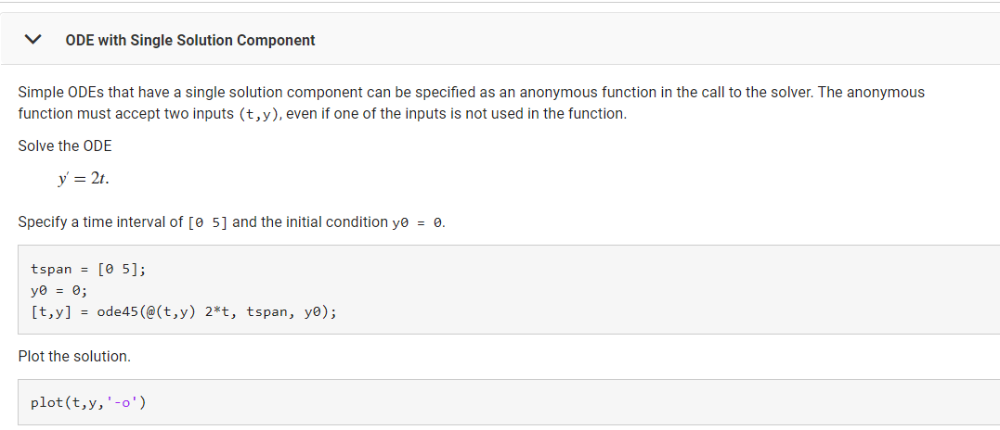 ODE with Single Solution Component
Simple ODEs that have a single solution component can be specified as an anonymous function in the call to the solver. The anonymous
function must accept two inputs (t,y), even if one of the inputs is not used in the function.
Solve the ODE
y′ = 2t.
Specify a time interval of [0 5] and the initial condition y0 = 0.
tspan = [0 5];
y0 = 0;
[t,y] = ode45(@(t,y) 2*t, tspan, y0);
Plot the solution.
plot(t,y,'-o')